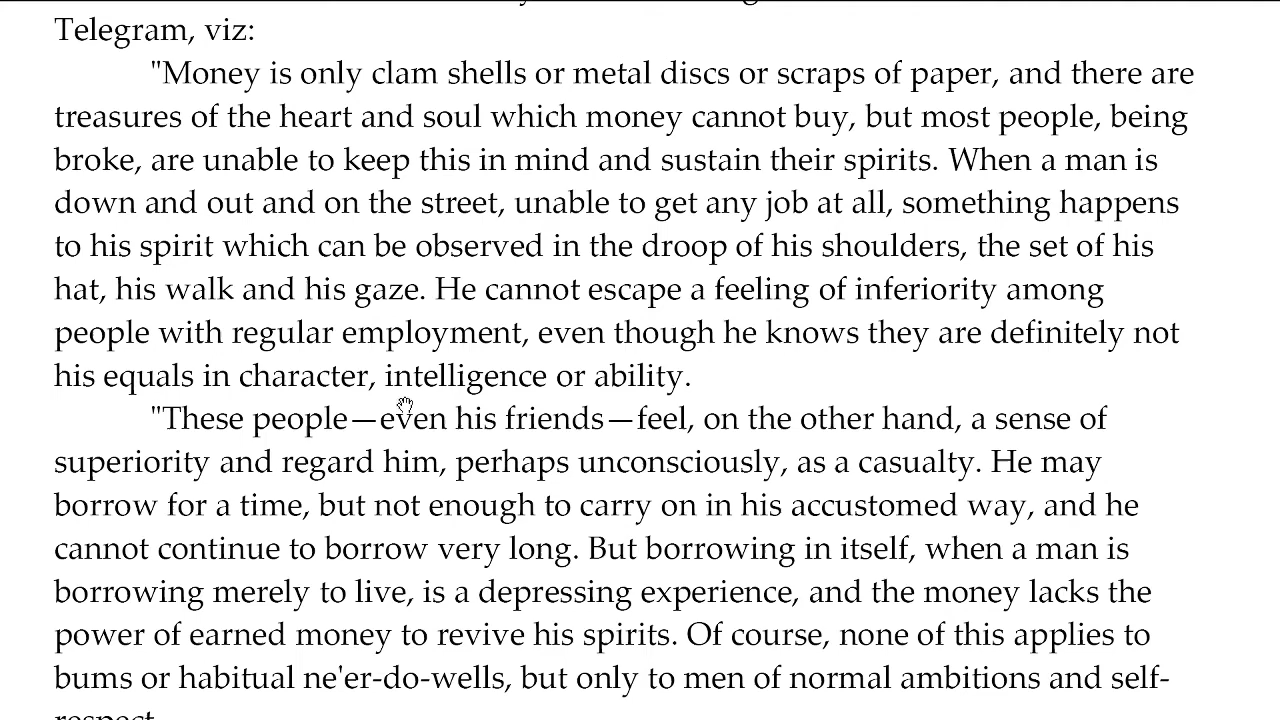 Telegram, viz:
"Money is only clam shells or metal discs or scraps of paper, and there are
treasures of the heart and soul which money cannot buy, but most people, being
broke, are unable to keep this in mind and sustain their spirits. When a man is
down and out and on the street, unable to get any job at all, something happens
to his spirit which can be observed in the droop of his shoulders, the set of his
hat, his walk and his gaze. He cannot escape a feeling of inferiority among
people with regular employment, even though he knows they are definitely not
his equals in character, intelligence or ability.
"These people—even his friends—feel, on the other hand, a sense of
superiority and regard him, perhaps unconsciously, as a casualty. He may
borrow for a time, but not enough to carry on in his accustomed way, and he
cannot continue to borrow very long. But borrowing in itself, when a man is
borrowing merely to live, is a depressing experience, and the money lacks the
power of earned money to revive his spirits. Of course, none of this applies to
bums or habitual ne'er-do-wells, but only to men of normal ambitions and self-
respect